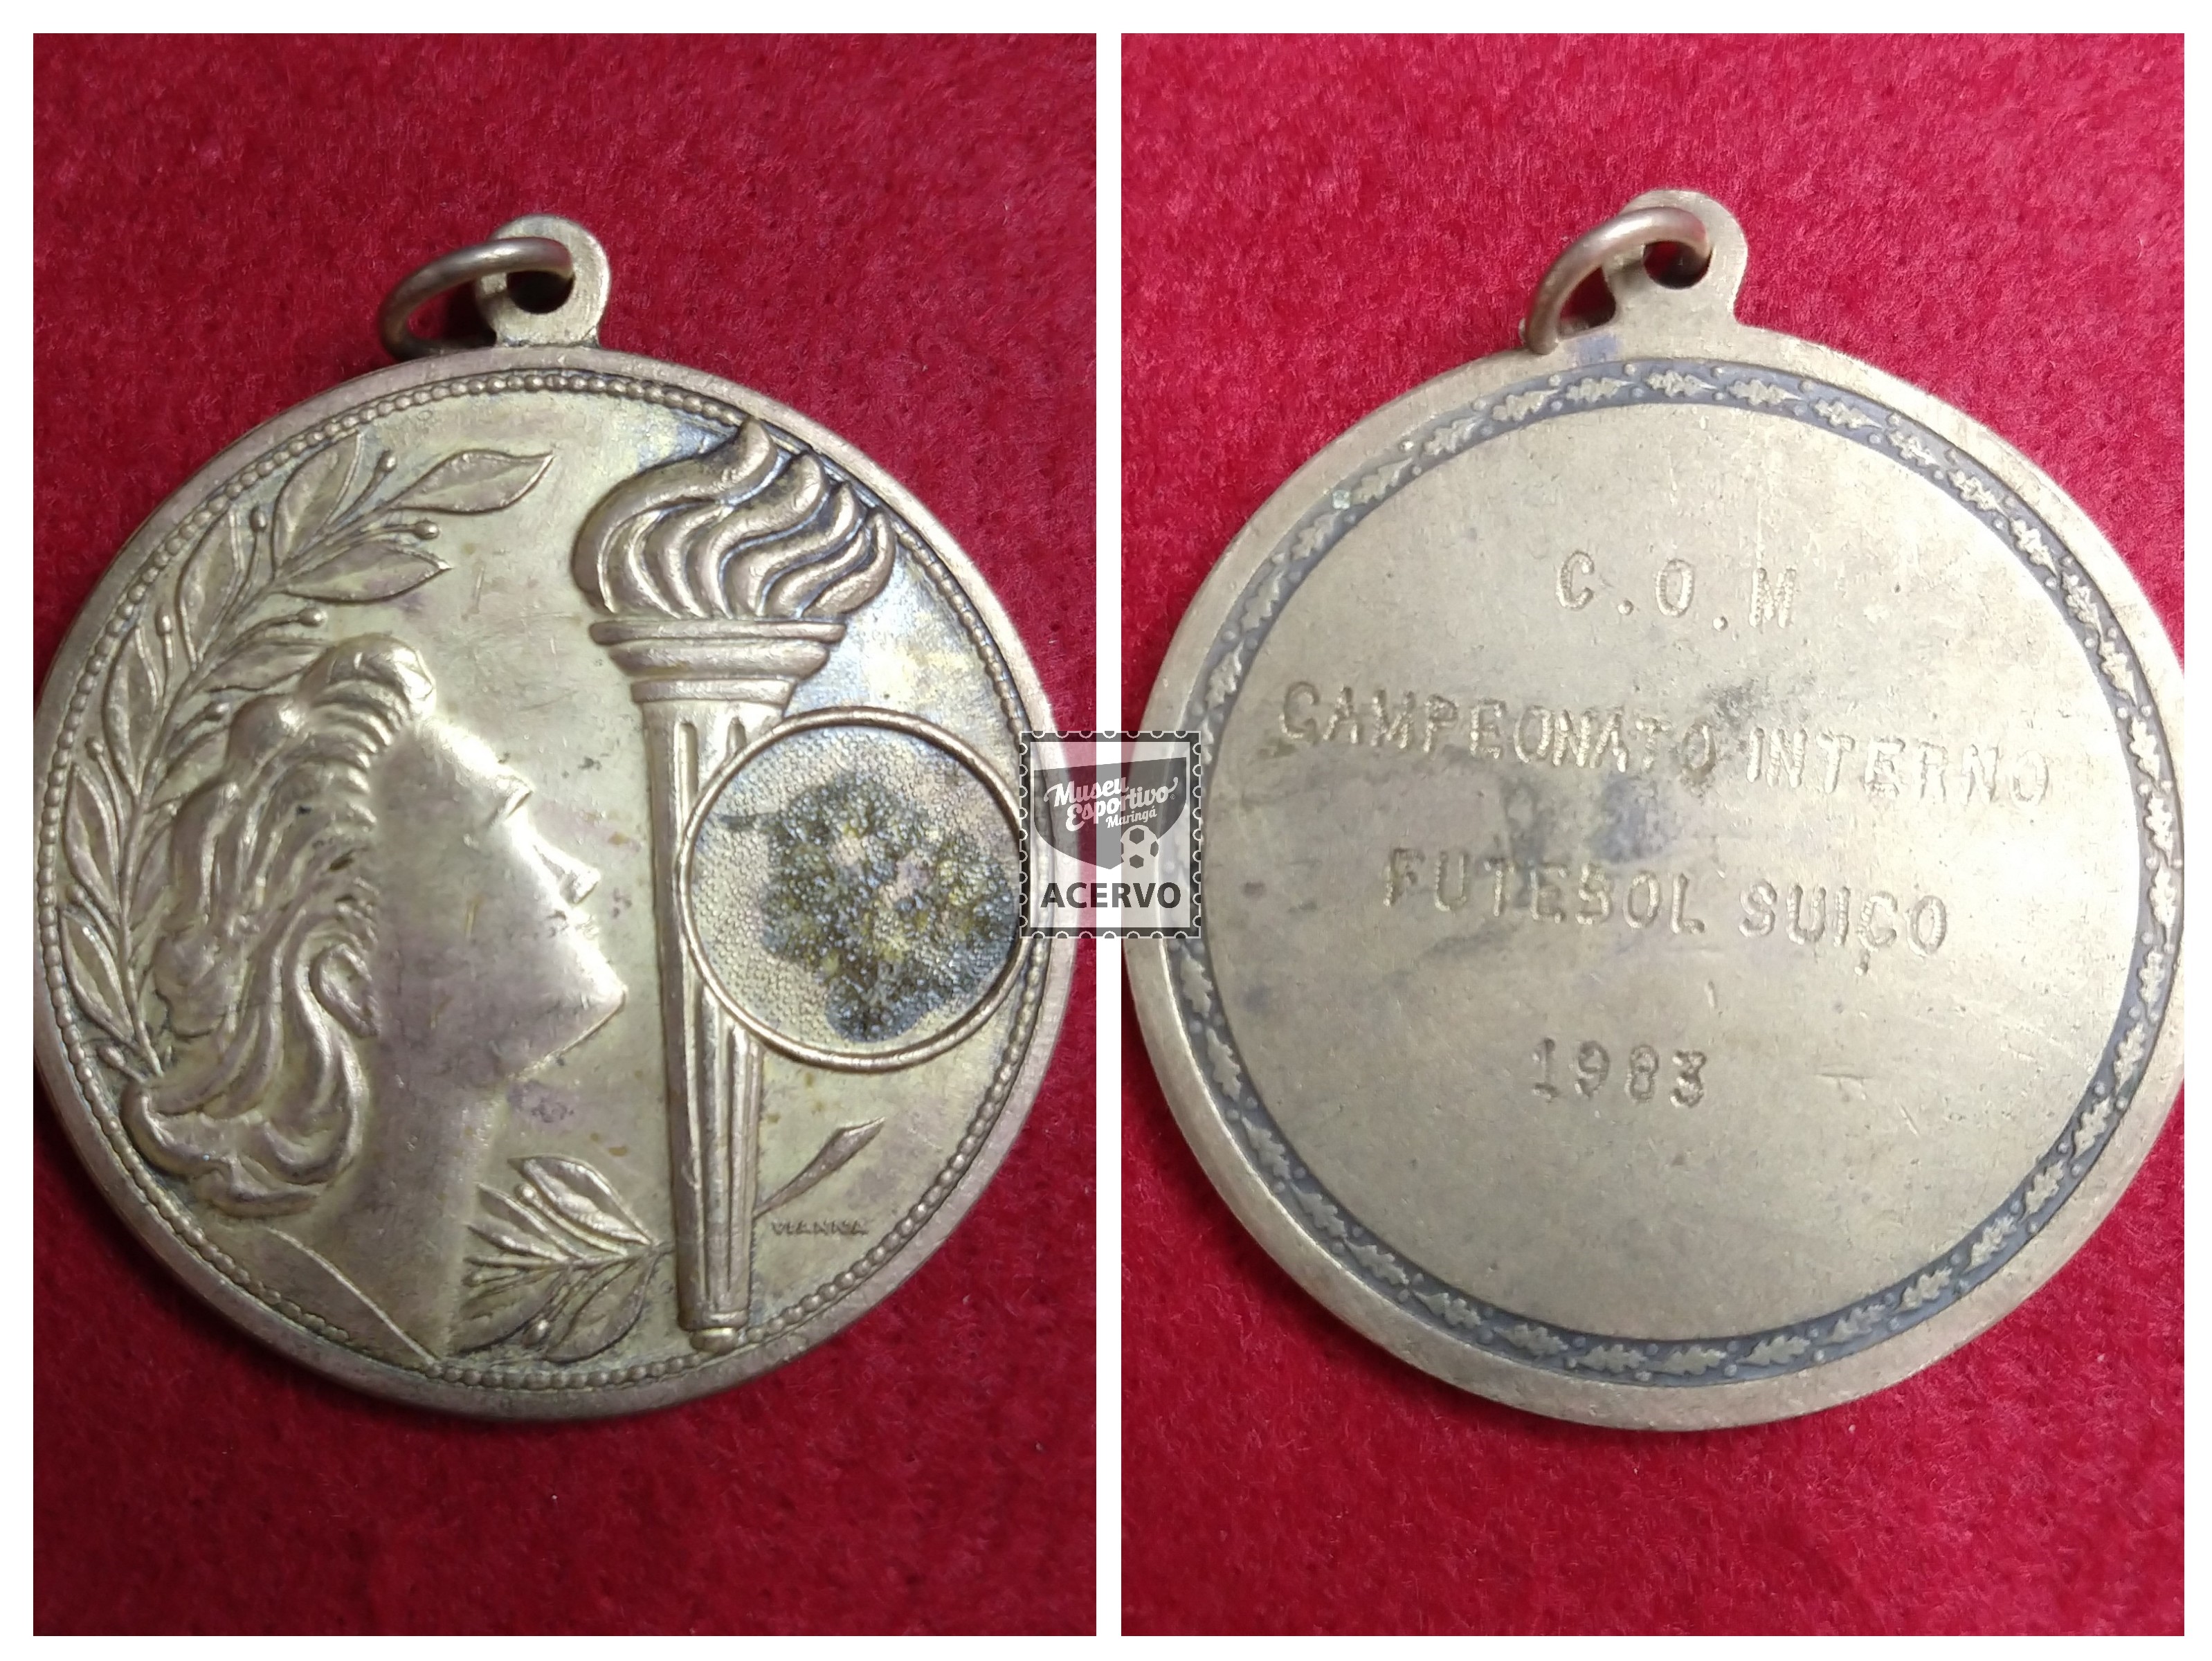 VIANNA
Museu
Esportivo
Maringá
ACERVO
C.O.M
CAMPEONATO INTERNO
FUTEBOL SUIÇO
1983